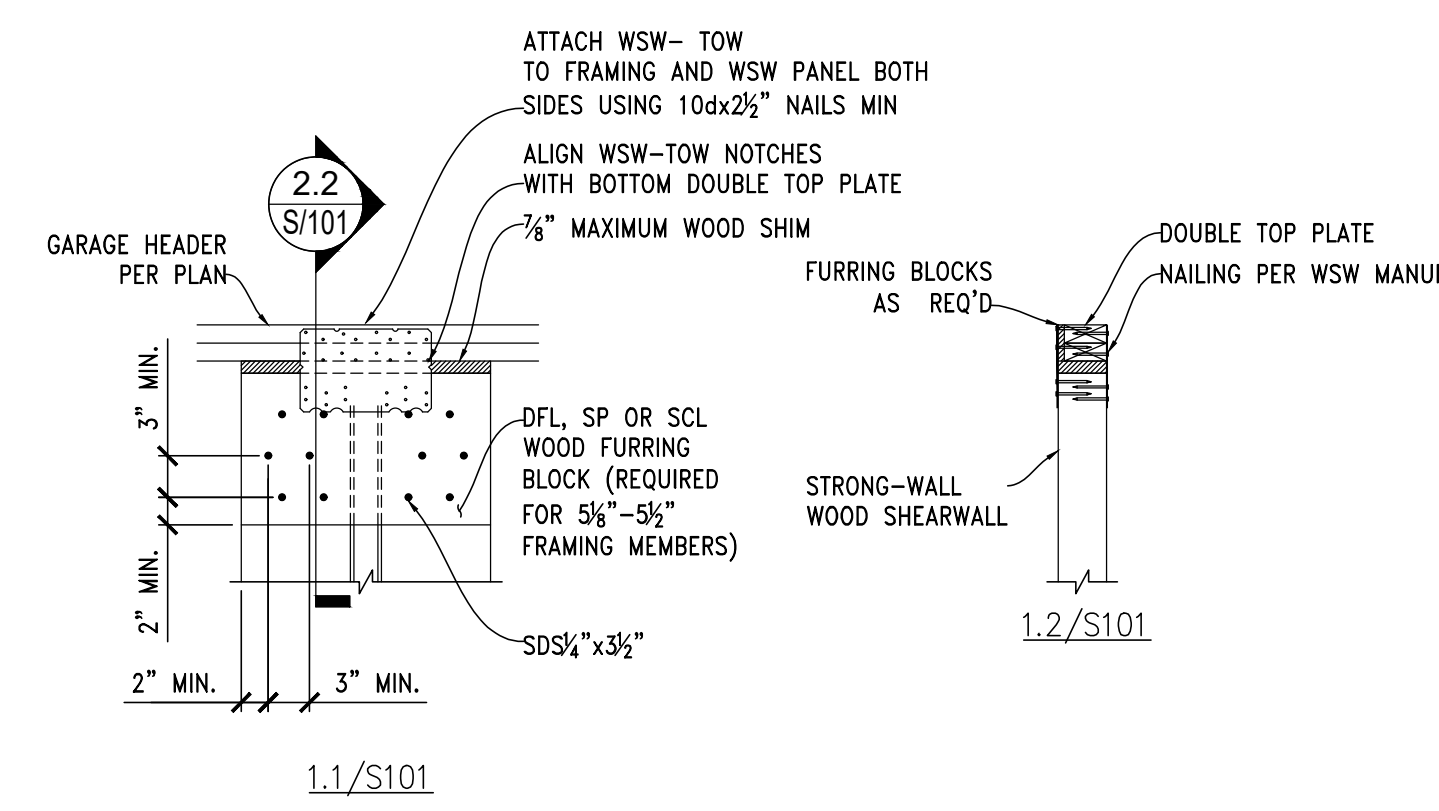 ATTACH WSW- TOW
TO FRAMING AND WSW PANEL BOTH
SIDES USING 10dx2½" NAILS MIN
ALIGN WSW-TOW NOTCHES
WITH BOTTOM DOUBLE TOP PLATE
⅞" MAXIMUM WOOD SHIM
2.2
S/101
GARAGE HEADER
PER PLAN
3" MIN.
2" MIN.
DFL, SP OR SCL
WOOD FURRING
BLOCK (REQUIRED
FOR 5⅛"-5½"
FRAMING MEMBERS)
SDS¼"x3½"
2" MIN.
3" MIN.
1.1/S101
DOUBLE TOP PLATE
NAILING PER WSW MANUI
FURRING BLOCKS
AS REQ'D
STRONG-WALL
WOOD SHEARWALL
1.2/S101